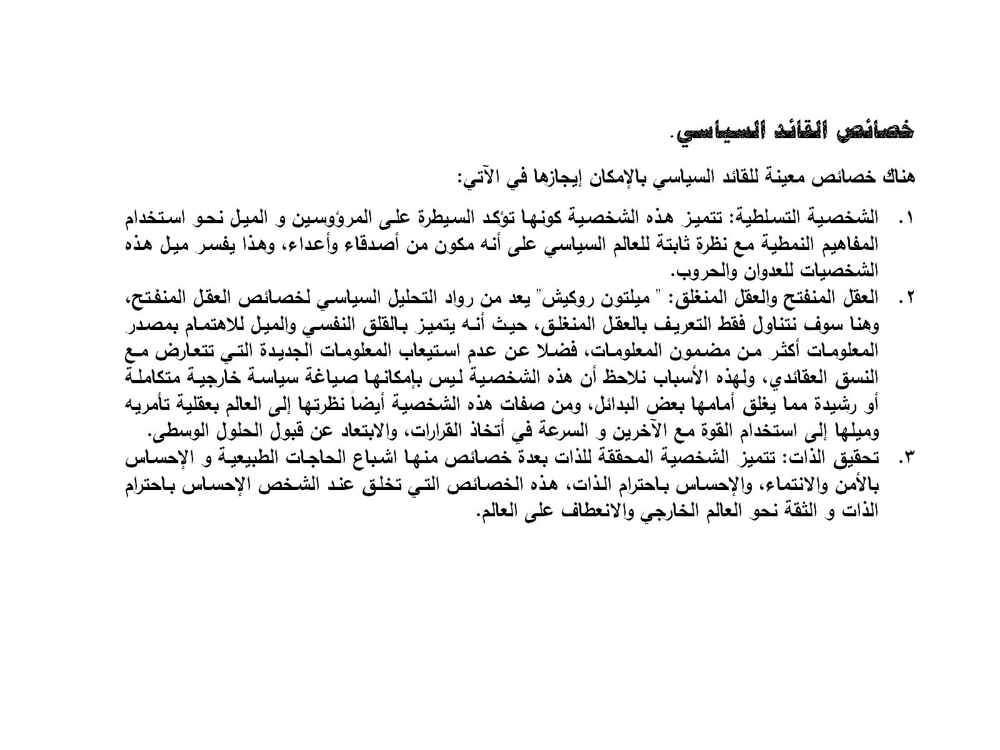 خصائص القائد السياسي.
هناك خصائص معينة للقائد السياسي بالإمكان إيجازها في الآتي:
١. الشخصية التسلطية: تتميز هذه الشخصية كونها تؤكد السيطرة على المرؤوسين و الميل نحو استخدام
المفاهيم النمطية مع نظرة ثابتة للعالم السياسي على أنه مكون من أصدقاء وأعداء، وهذا يفسر ميل هذه
الشخصيات للعدوان والحروب.
٢. العقل المنفتح والعقل المنغلق: " ميلتون روكيش" يعد من رواد التحليل السياسي لخصائص العقل المنفتح،
وهنا سوف نتناول فقط التعريف بالعقل المنغلق، حيث أنه يتميز بالقلق النفسي والميل للاهتمام بمصدر
المعلومات أكثر من مضمون المعلومات، فضلا عن عدم استيعاب المعلومات الجديدة التي تتعارض مع
النسق العقائدي، ولهذه الأسباب نلاحظ أن هذه الشخصية ليس بإمكانها صياغة سياسة خارجية متكاملة
أو رشيدة مما يغلق أمامها بعض البدائل، ومن صفات هذه الشخصية أيضاً نظرتها إلى العالم بعقلية تأمريه
وميلها إلى استخدام القوة مع الآخرين و السرعة في أتخاذ القرارات، والابتعاد عن قبول الحلول الوسطى.
٣. تحقيق الذات: تتميز الشخصية المحققة للذات بعدة خصائص منها اشباع الحاجات الطبيعية و الإحساس
بالأمن والانتماء، والإحساس باحترام الذات، هذه الخصائص التي تخلق عند الشخص الإحساس باحترام
الذات و الثقة نحو العالم الخارجي والانعطاف على العالم.